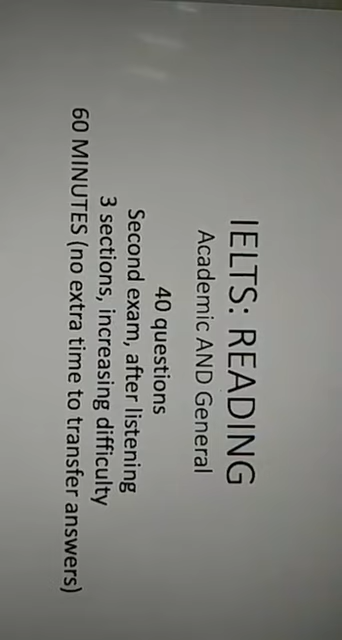 IELTS: READING
Academic AND General
40 questions
Second exam, after listening
3 sections, increasing difficulty
60 MINUTES (no extra time to transfer answers)